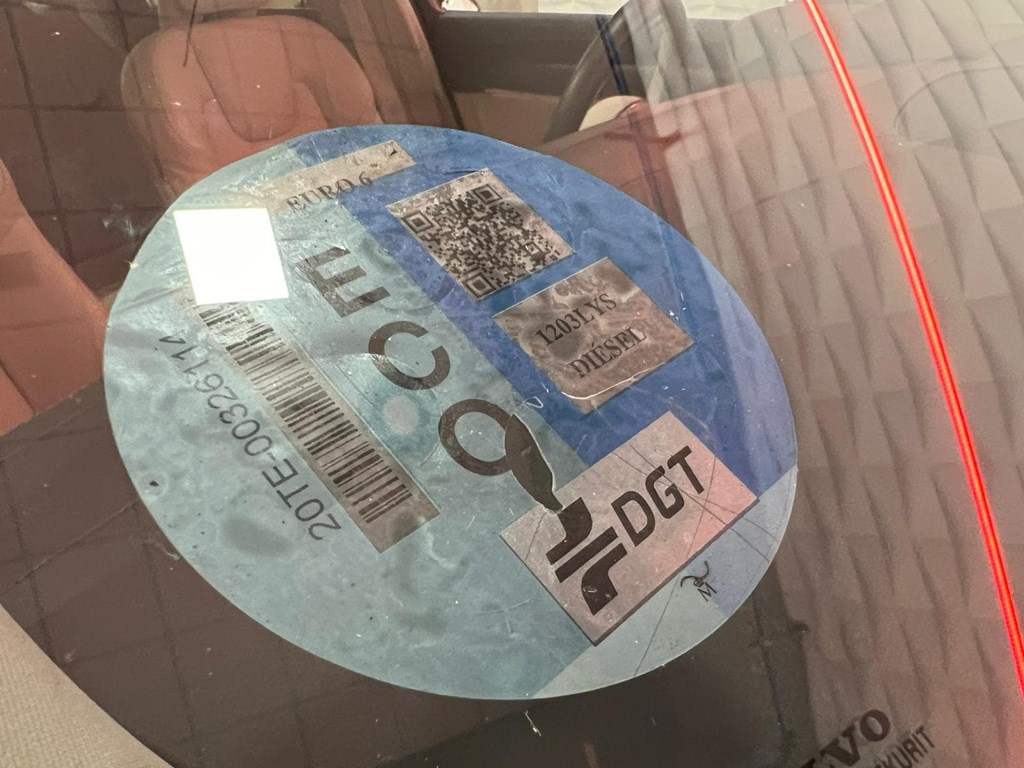 EURO 6
eco
1203LYS
DIÉSEL
20TE-00326114
DGT
M